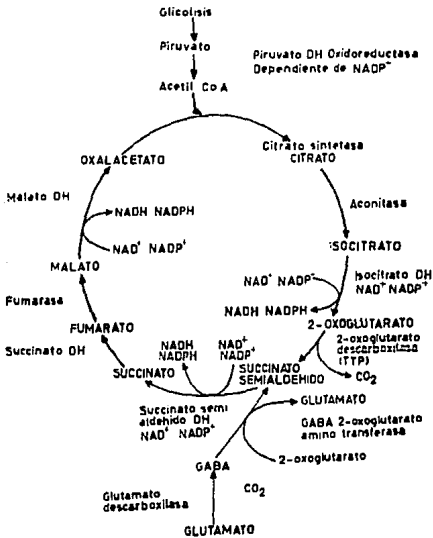 Glicolisis
Piruvato
Piruvato DH Oxidoreductasa
Dependiente de NADP⁺
Acetil CoA
Citrato sintetasa
OXALACETATO
CITRATO
Malato DH
Aconitasa
NADH NADPH
ISOCITRATO
NAD⁺ NADP⁺
MALATO
NAD⁺ NADP⁺
Isocitrato DH
NAD⁺ NADP⁺
Fumarasa
NADH NADPH
2-OXOGLUTARATO
FUMARATO
2-oxoglutarato
descarboxilasa
(TTP)
NADH
NADPH
NAD⁺
NADP⁺
Succinato DH
CO₂
SUCCINATO
SUCCINATO
SEMIALDEHIDO
GLUTAMATO
Succinato semi
aldehido DH
NAD⁺ NADP⁺
GABA 2-oxoglutarato
amino transferasa
2-oxoglutarato
GABA
Glutamato
descarboxilasa
CO₂
GLUTAMATO